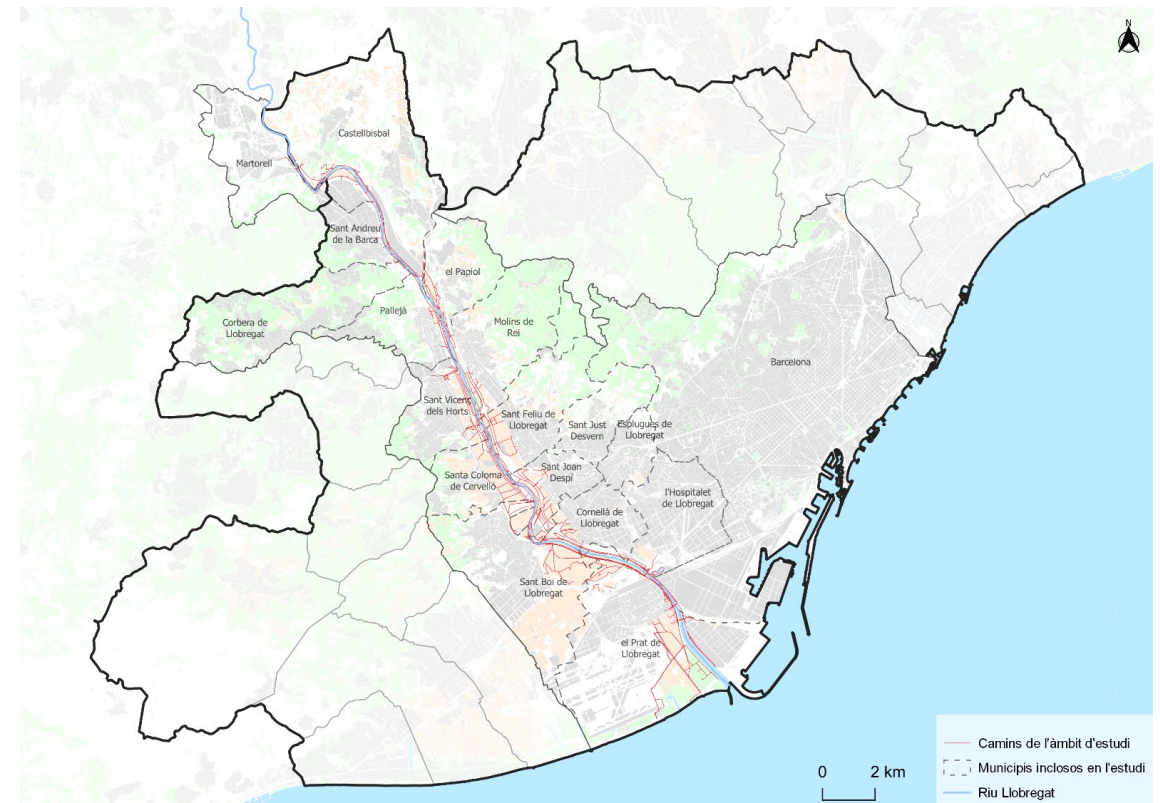 N
Castellbisbal
Martorell
Sant Andreu
de la Barca
el Papiol
Pallejà
Corbera de
Llobregat
Molins de
Rei
Barcelona
Sant Vicenç
dels Horts
Sant Feliu de
Llobregat
Sant Just
Desvern
Esplugues de
Llobregat
Santa Coloma
de Cervelló
Sant Joan
Despí
l'Hospitalet
de Llobregat
Cornellà de
Llobregat
Sant Boi de
Llobregat
el Prat de
Llobregat
0 2 km
Camins de l'àmbit d'estudi
Municipis inclosos en l'estudi
Riu Llobregat